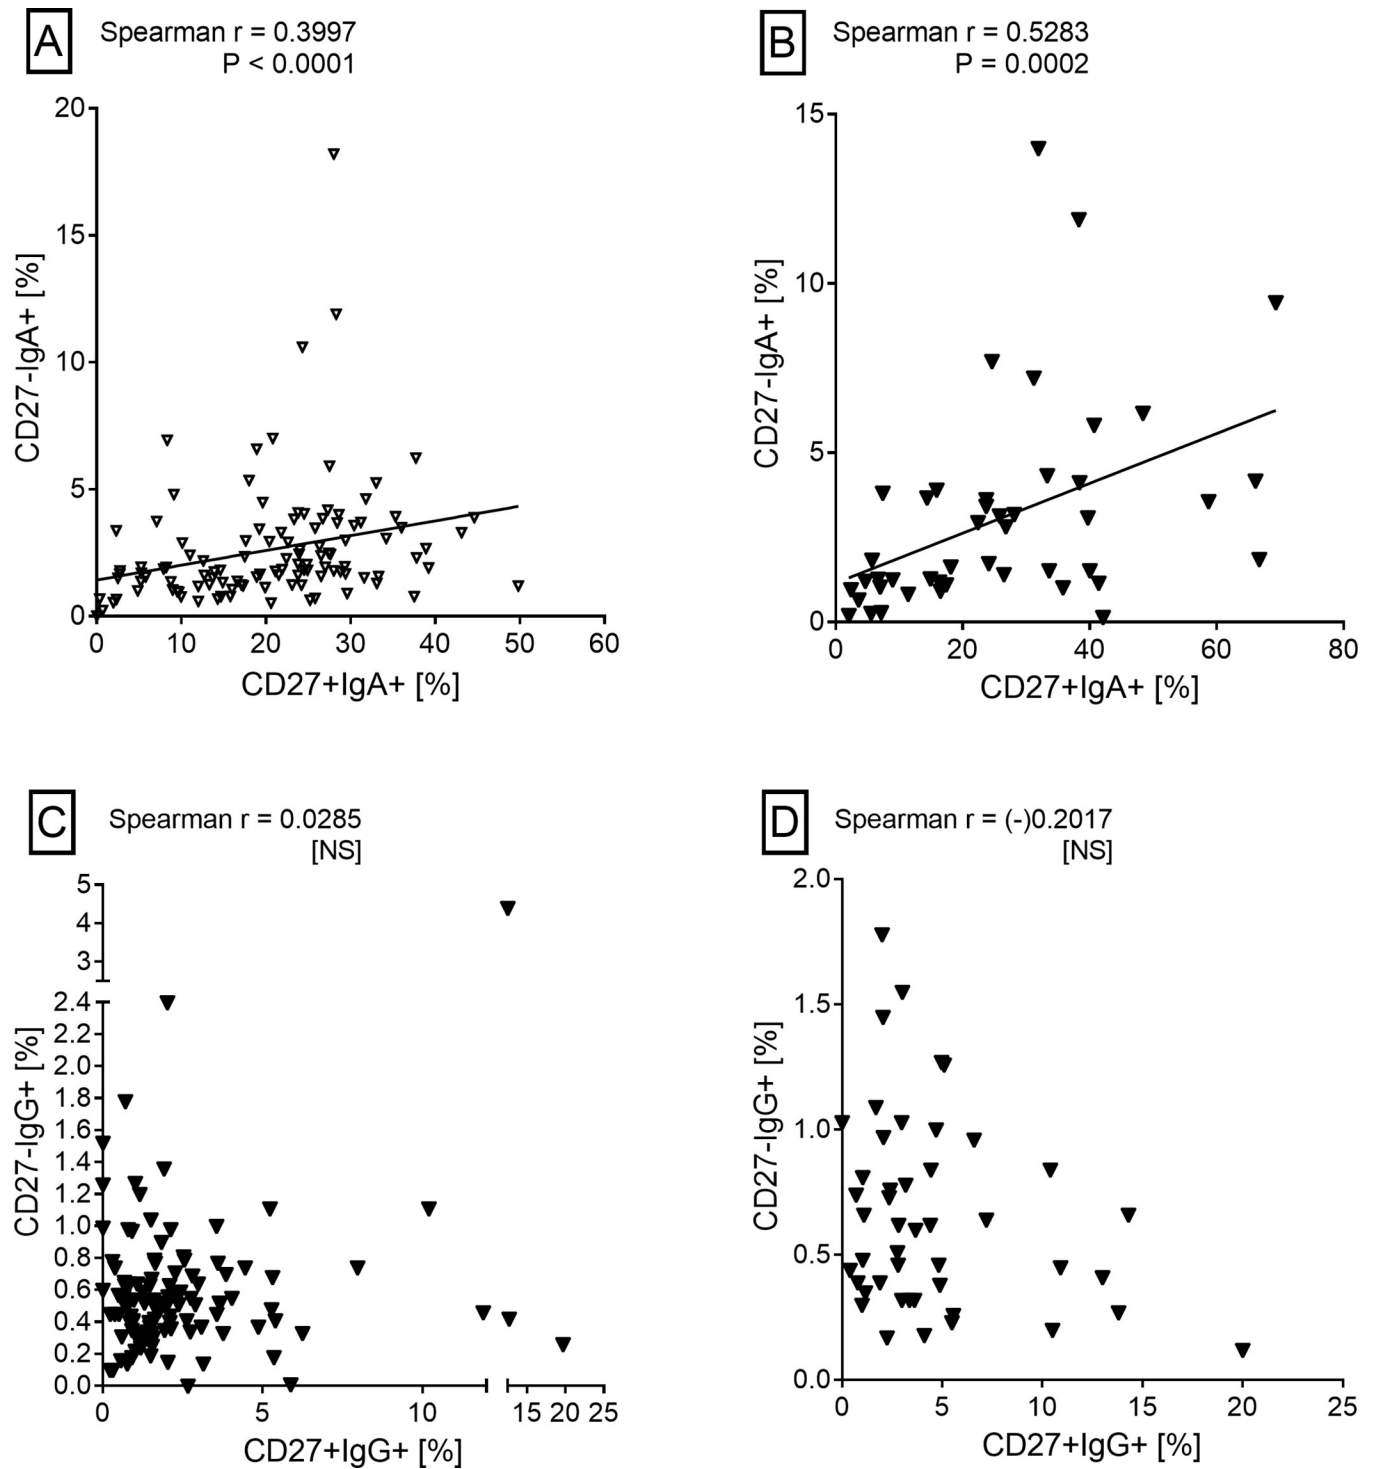 A
Spearman r = 0.3997
P < 0.0001
20
15
10
5
0
CD27-IgA+ [%]
0 10 20 30 40 50 60
CD27+IgA+ [%]
B
Spearman r = 0.5283
P = 0.0002
15
10
5
0
CD27-IgA+ [%]
0 20 40 60 80
CD27+IgA+ [%]
C
Spearman r = 0.0285
[NS]
5
4
3
2.4
2.2
2.0
1.8
1.6
1.4
1.2
1.0
0.8
0.6
0.4
0.2
0.0
CD27-IgG+ [%]
0 5 10 15 20 25
CD27+IgG+ [%]
D
Spearman r = (-)0.2017
[NS]
2.0
1.5
1.0
0.5
0.0
CD27-IgG+ [%]
0 5 10 15 20 25
CD27+IgG+ [%]